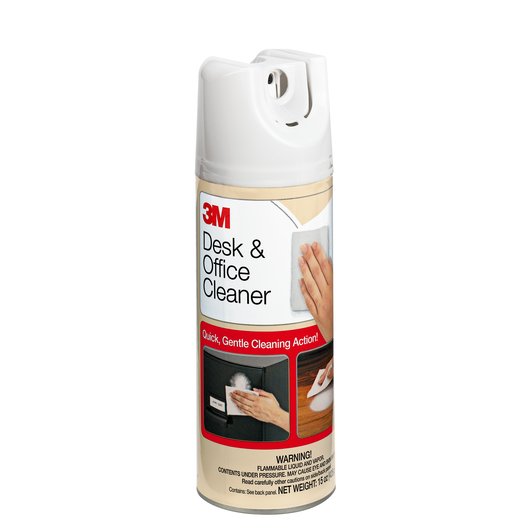 3M
Desk &
Office
Cleaner
Quick, Gentle Cleaning Action!
WARNING!
FLAMMABLE LIQUID AND VAPOR.
CONTENTS UNDER PRESSURE. MAY CAUSE EYE AND
Read carefully other cautions on
Contains: See back panel. NET WEIGHT: 15 oz